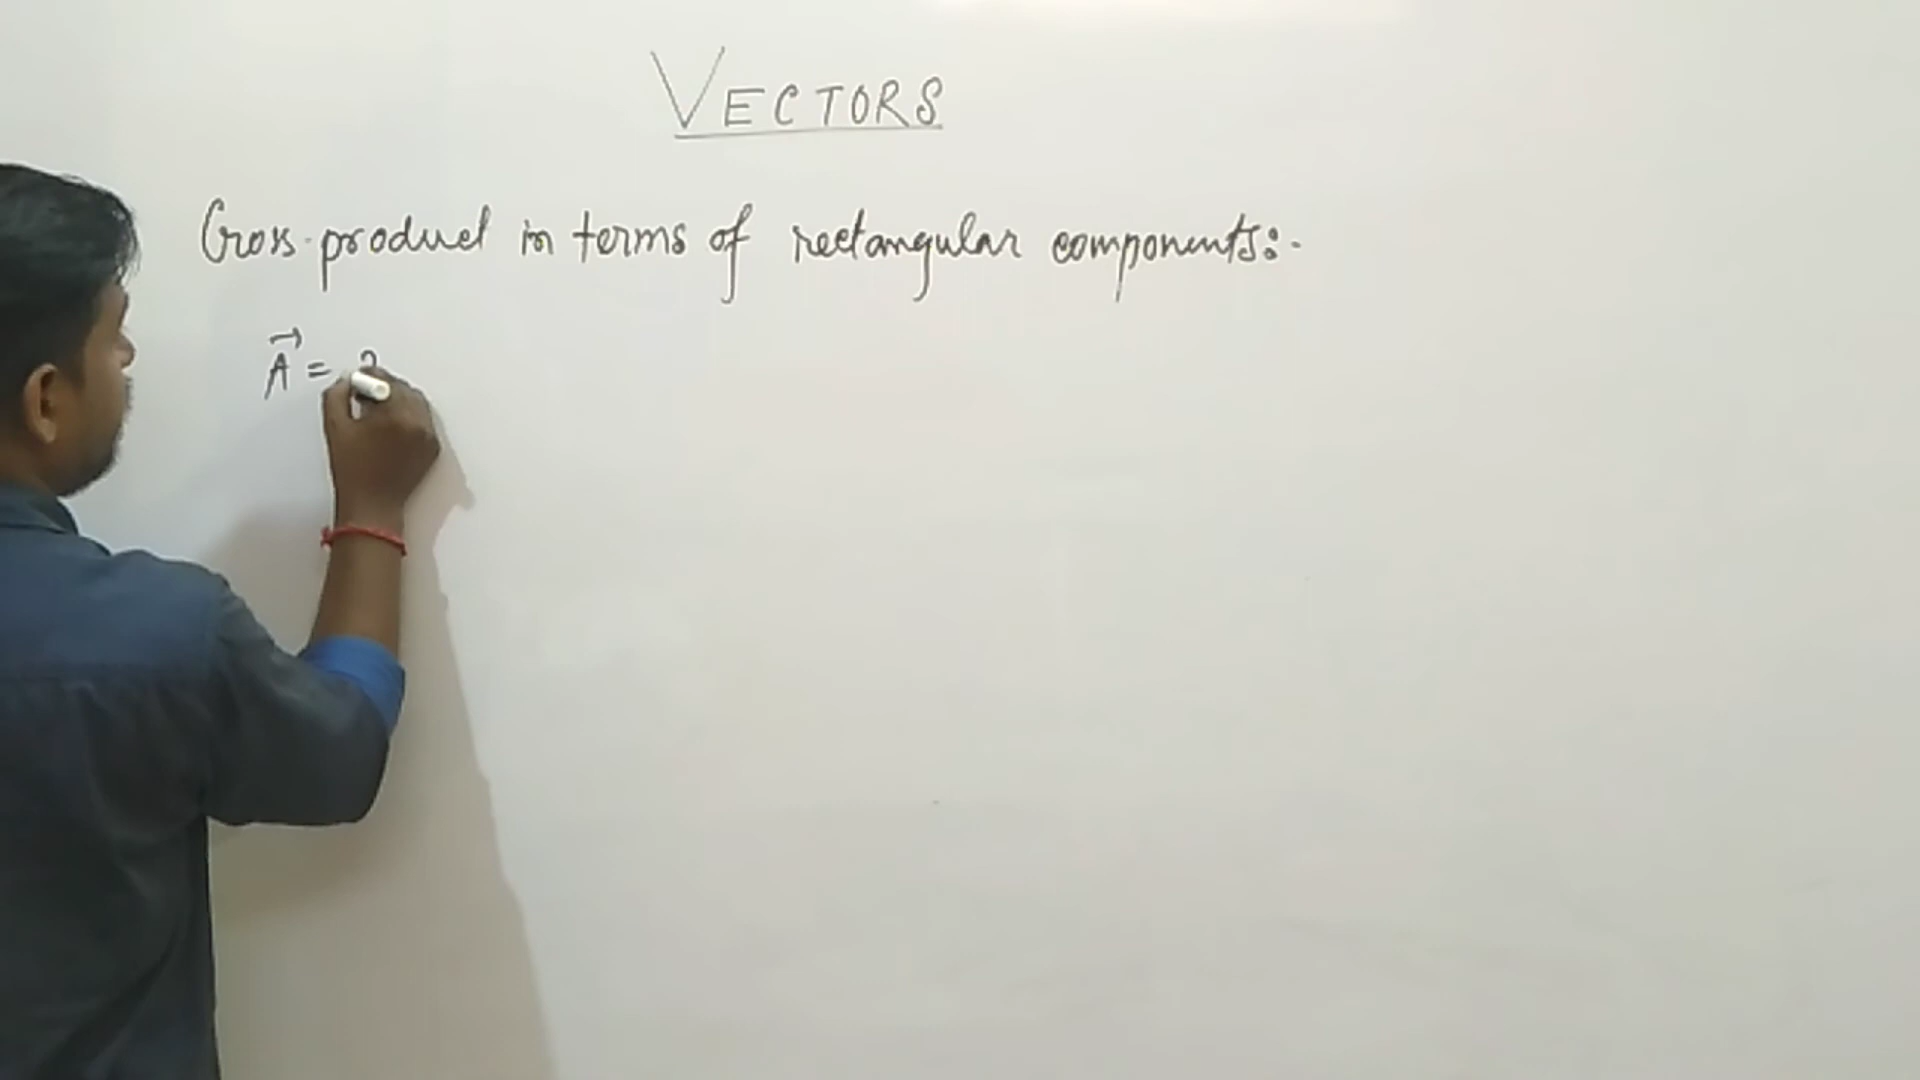 VECTORS
Cross product in terms of rectangular components:-
A⃗ =